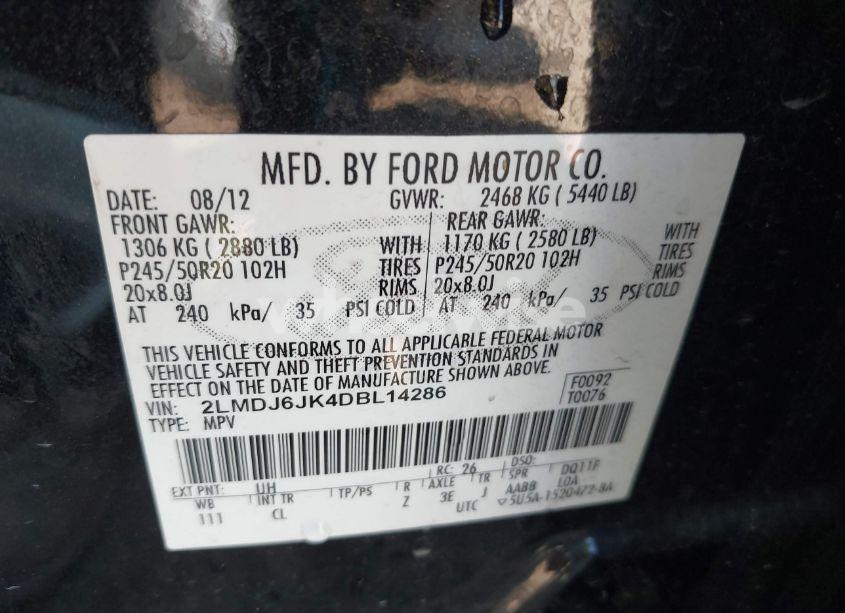 MFD. BY FORD MOTOR CO.
DATE: 08/12 GVWR: 2468 KG ( 5440 LB)
FRONT GAWR: REAR GAWR:
1306 KG ( 2880 LB) WITH 1170 KG ( 2580 LB) WITH
P245/50R20 102H TIRES P245/50R20 102H TIRES
20x8.0J RIMS 20x8.0J RIMS
AT 240 kPa/ 35 PSI COLD AT 240 kPa/ 35 PSI COLD
THIS VEHICLE CONFORMS TO ALL APPLICABLE FEDERAL MOTOR
VEHICLE SAFETY AND THEFT PREVENTION STANDARDS IN
EFFECT ON THE DATE OF MANUFACTURE SHOWN ABOVE.
VIN: 2LMDJ6JK4DBL14286 F0092
TYPE: MPV T0076
EXT PNT: UH RC: 26 DSO:
WB INT TR TP/PS R AXLE TR SPR DQ11F
111 CL Z 3E J AABB LOA
UTC ▽5U5A-1520472-BA